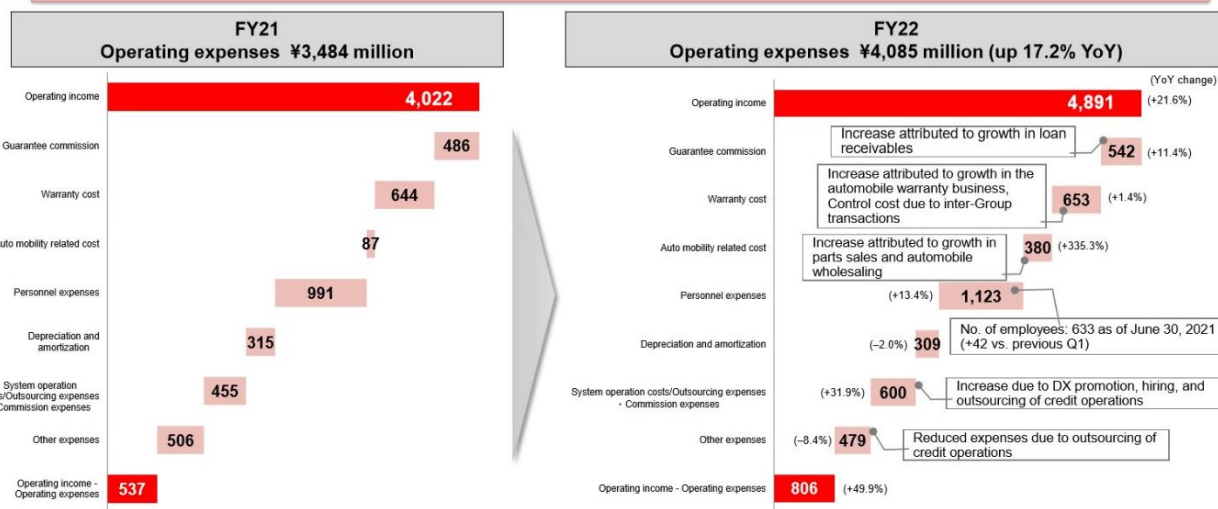 FY21
Operating expenses ¥3,484 million
Operating income
4,022
Guarantee commission
486
Warranty cost
644
uto mobility related cost
87
Personnel expenses
991
Depreciation and
amortization
315
System operation
s/Outsourcing expenses
Commission expenses
455
Other expenses
506
Operating income -
Operating expenses
537
FY22
Operating expenses ¥4,085 million (up 17.2% YoY)
(YoY change)
Operating income
4,891
(+21.6%)
Guarantee commission
Increase attributed to growth in loan
receivables
542
(+11.4%)
Warranty cost
Increase attributed to growth in the
automobile warranty business,
Control cost due to inter-Group
transactions
653
(+1.4%)
Auto mobility related cost
Increase attributed to growth in
parts sales and automobile
wholesaling
380
(+335.3%)
Personnel expenses
(+13.4%)
1,123
No. of employees: 633 as of June 30, 2021
(+42 vs. previous Q1)
Depreciation and amortization
(–2.0%)
309
System operation costs/Outsourcing expenses
・Commission expenses
(+31.9%)
600
Increase due to DX promotion, hiring, and
outsourcing of credit operations
Other expenses
(–8.4%)
479
Reduced expenses due to outsourcing of
credit operations
Operating income - Operating expenses
806
(+49.9%)